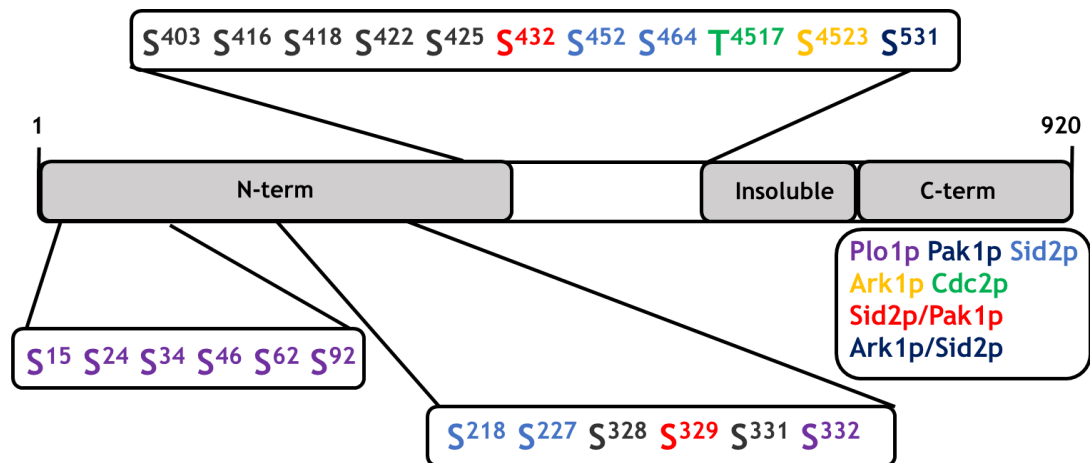 S403 S416 S418 S422 S425 S432 S452 S464 T4517 S4523 S531
1
920
N-term
Insoluble
C-term
Plo1p Pak1p Sid2p
Ark1p Cdc2p
Sid2p/Pak1p
Ark1p/Sid2p
S15 S24 S34 S46 S62 S92
S218 S227 S328 S329 S331 S332